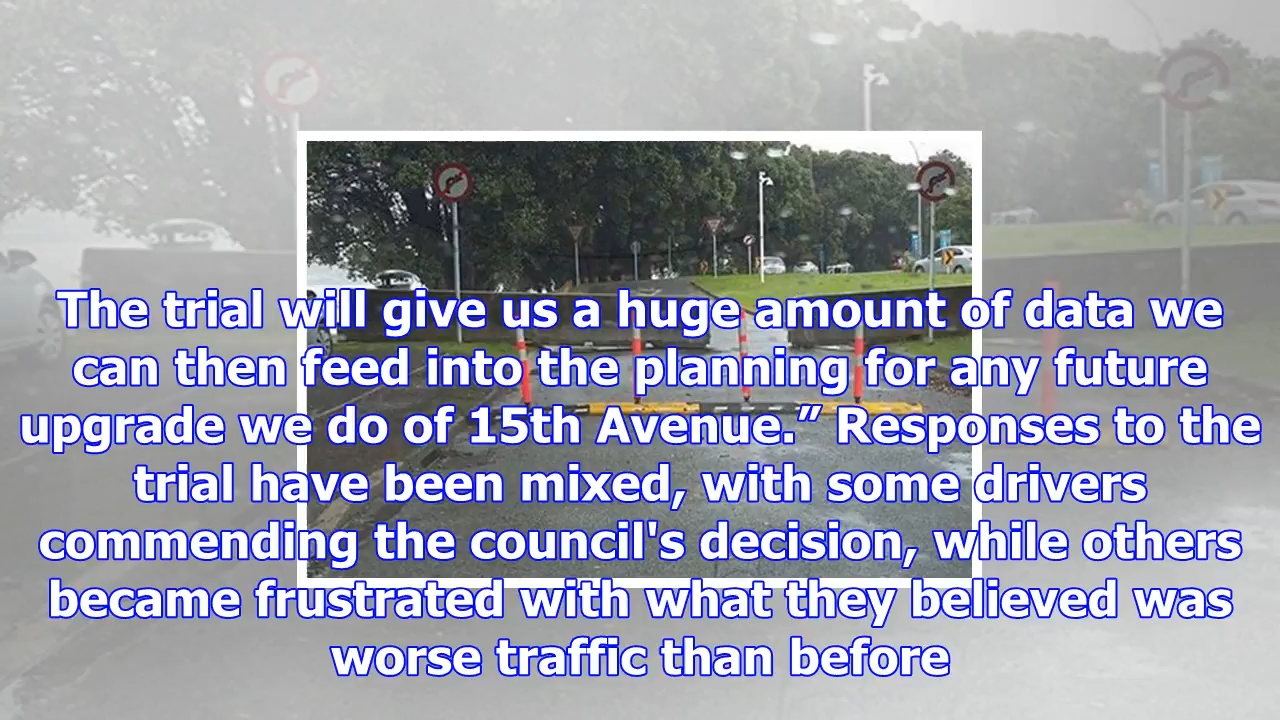 The trial will give us a huge amount of data we
can then feed into the planning for any future
upgrade we do of 15th Avenue.” Responses to the
trial have been mixed, with some drivers
commending the council's decision, while others
became frustrated with what they believed was
worse traffic than before